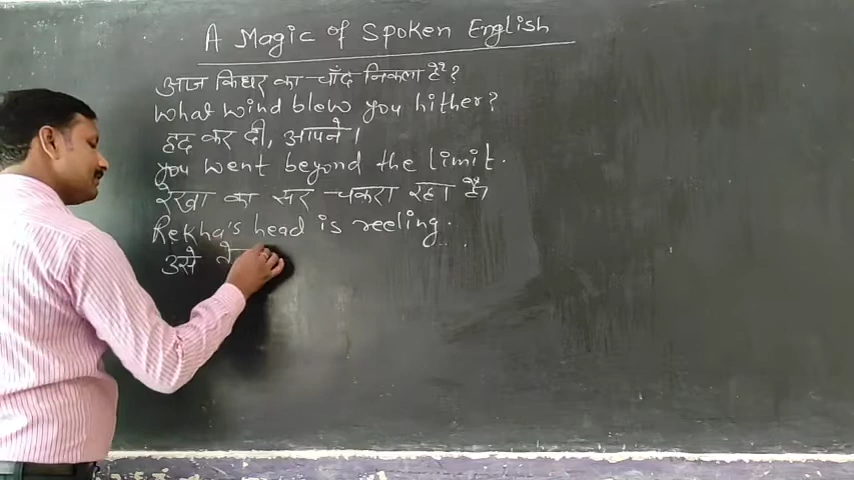 A Magic of Spoken English
आज किधर का चाँद निकला है?
What wind blew you hither?
हद कर दी, आपने।
you went beyond the limit.
रेखा का सर चकरा रहा है।
Rekha's head is reeling.
उसे ने